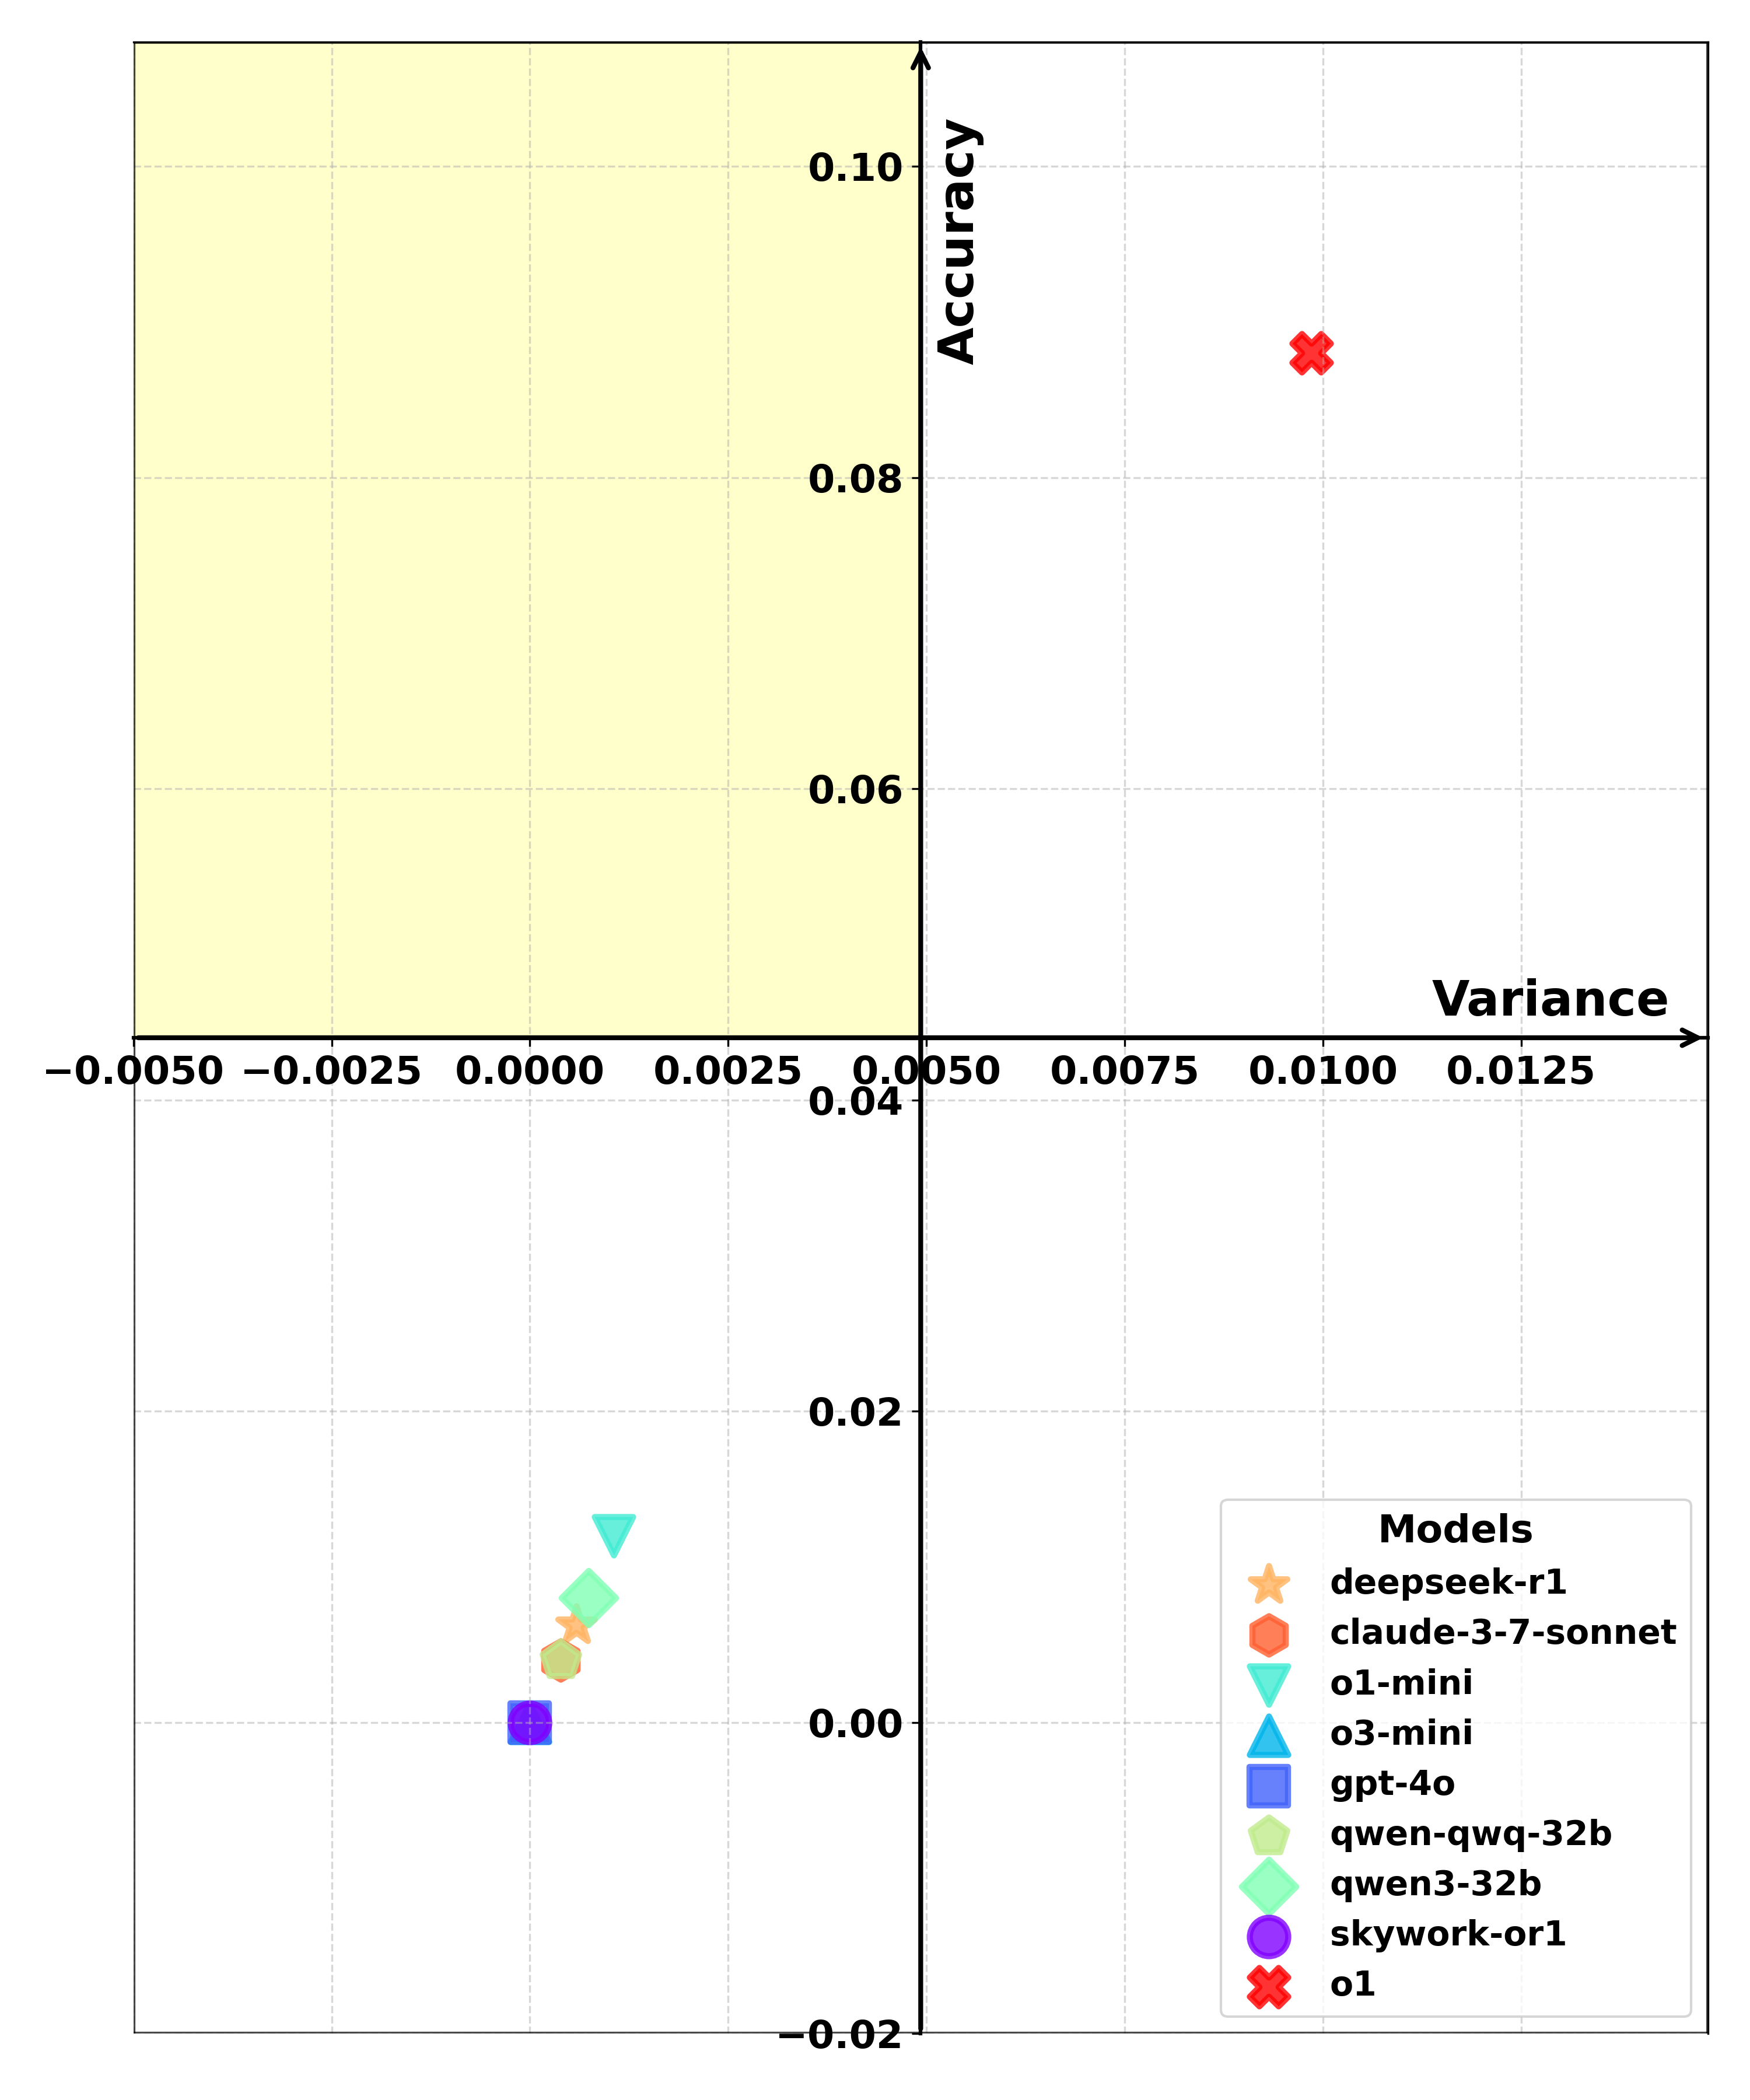 Accuracy
0.10
0.08
0.06
Variance
−0.0050 −0.0025 0.0000 0.0025 0.0050 0.0075 0.0100 0.0125
0.04
0.02
0.00
−0.02
Models
deepseek-r1
claude-3-7-sonnet
o1-mini
o3-mini
gpt-4o
qwen-qwq-32b
qwen3-32b
skywork-or1
o1